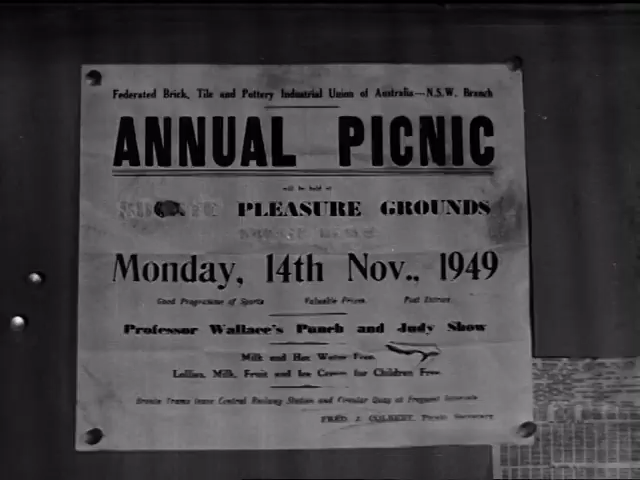 Federated Brick, Tile and Pottery Industrial Union of Australia—N.S.W. Branch
ANNUAL PICNIC
will be held at
PLEASURE GROUNDS
Monday, 14th Nov., 1949
Good Programme of Sports Valuable Prizes. Post Entries
Professor Wallace's Punch and Judy Show
Milk and Hot Water Free.
Lollies, Milk, Fruit and Ice Cream for Children Free.
Bronte Trams leave Central Railway Station and Circular Quay at Frequent Intervals
FRED. J. Picnic Secretary